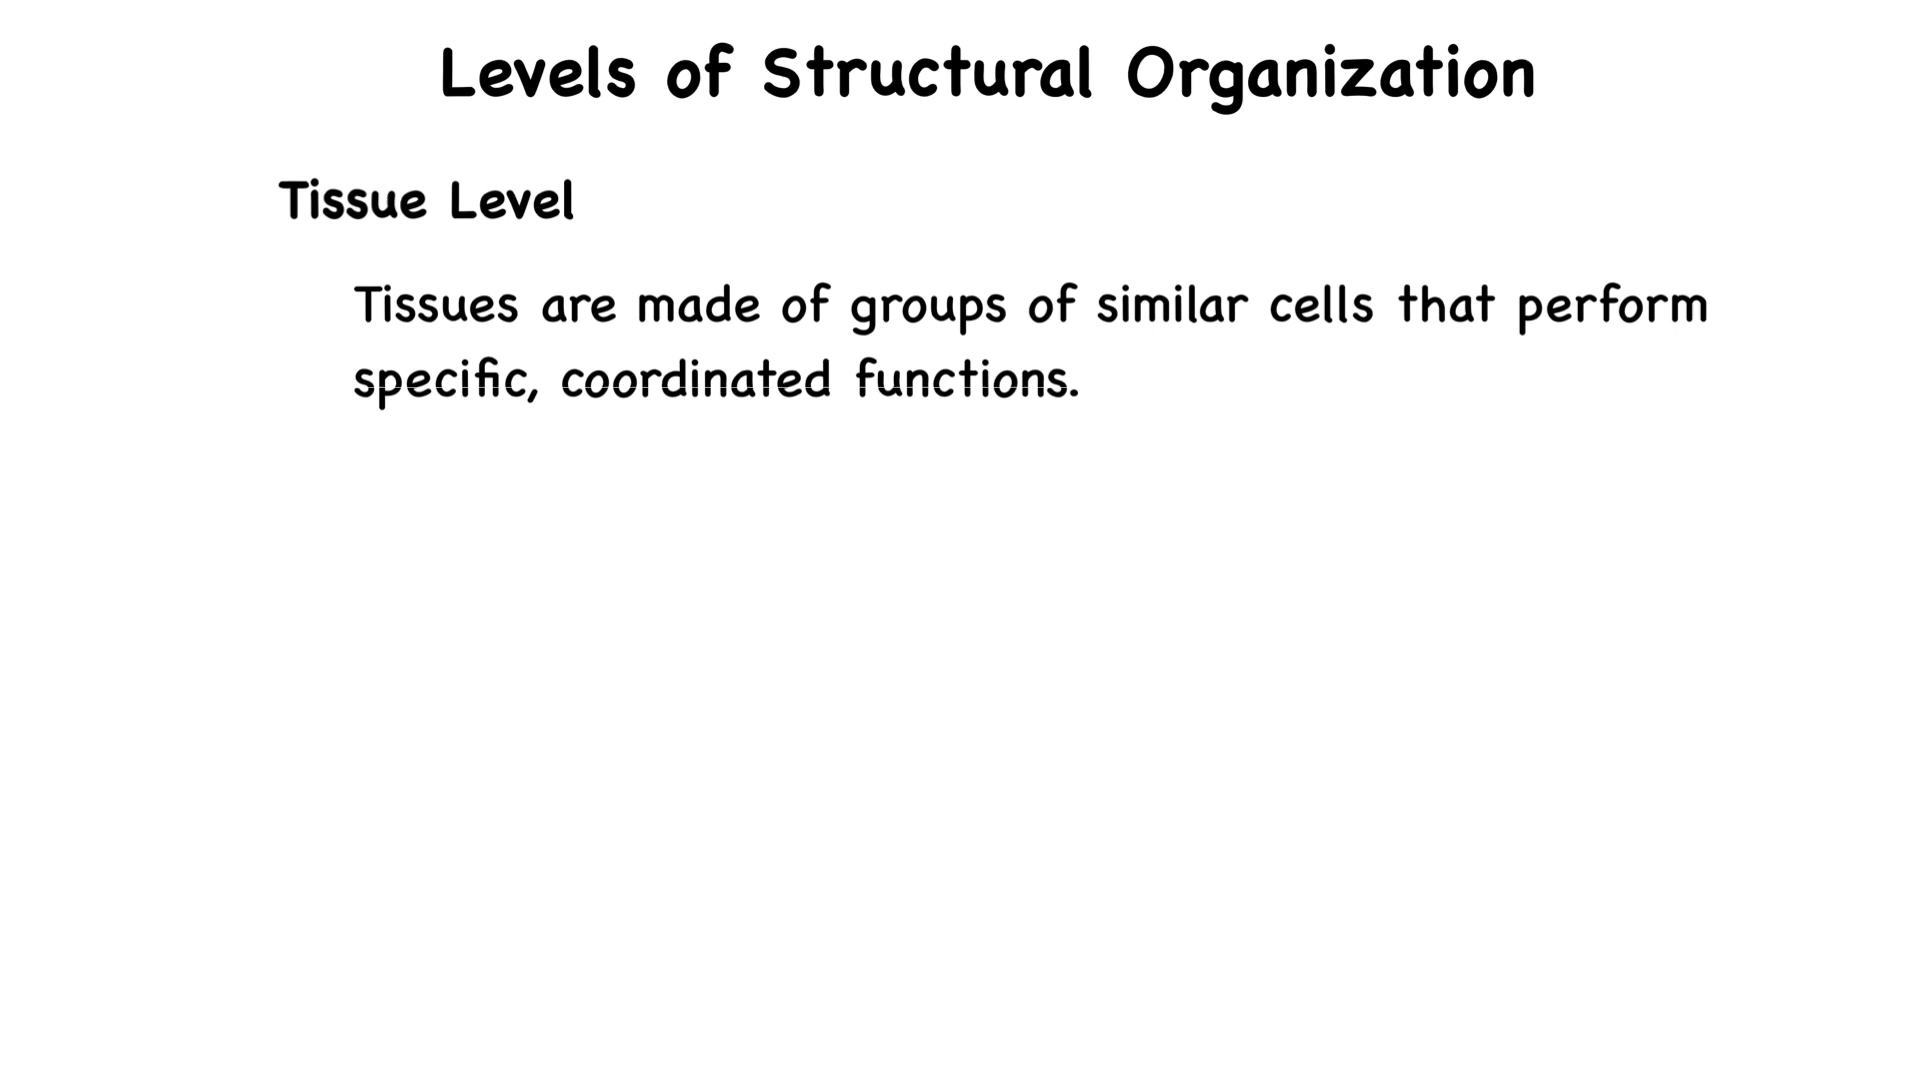 Levels of Structural Organization
Tissue Level
Tissues are made of groups of similar cells that perform
specific, coordinated functions.